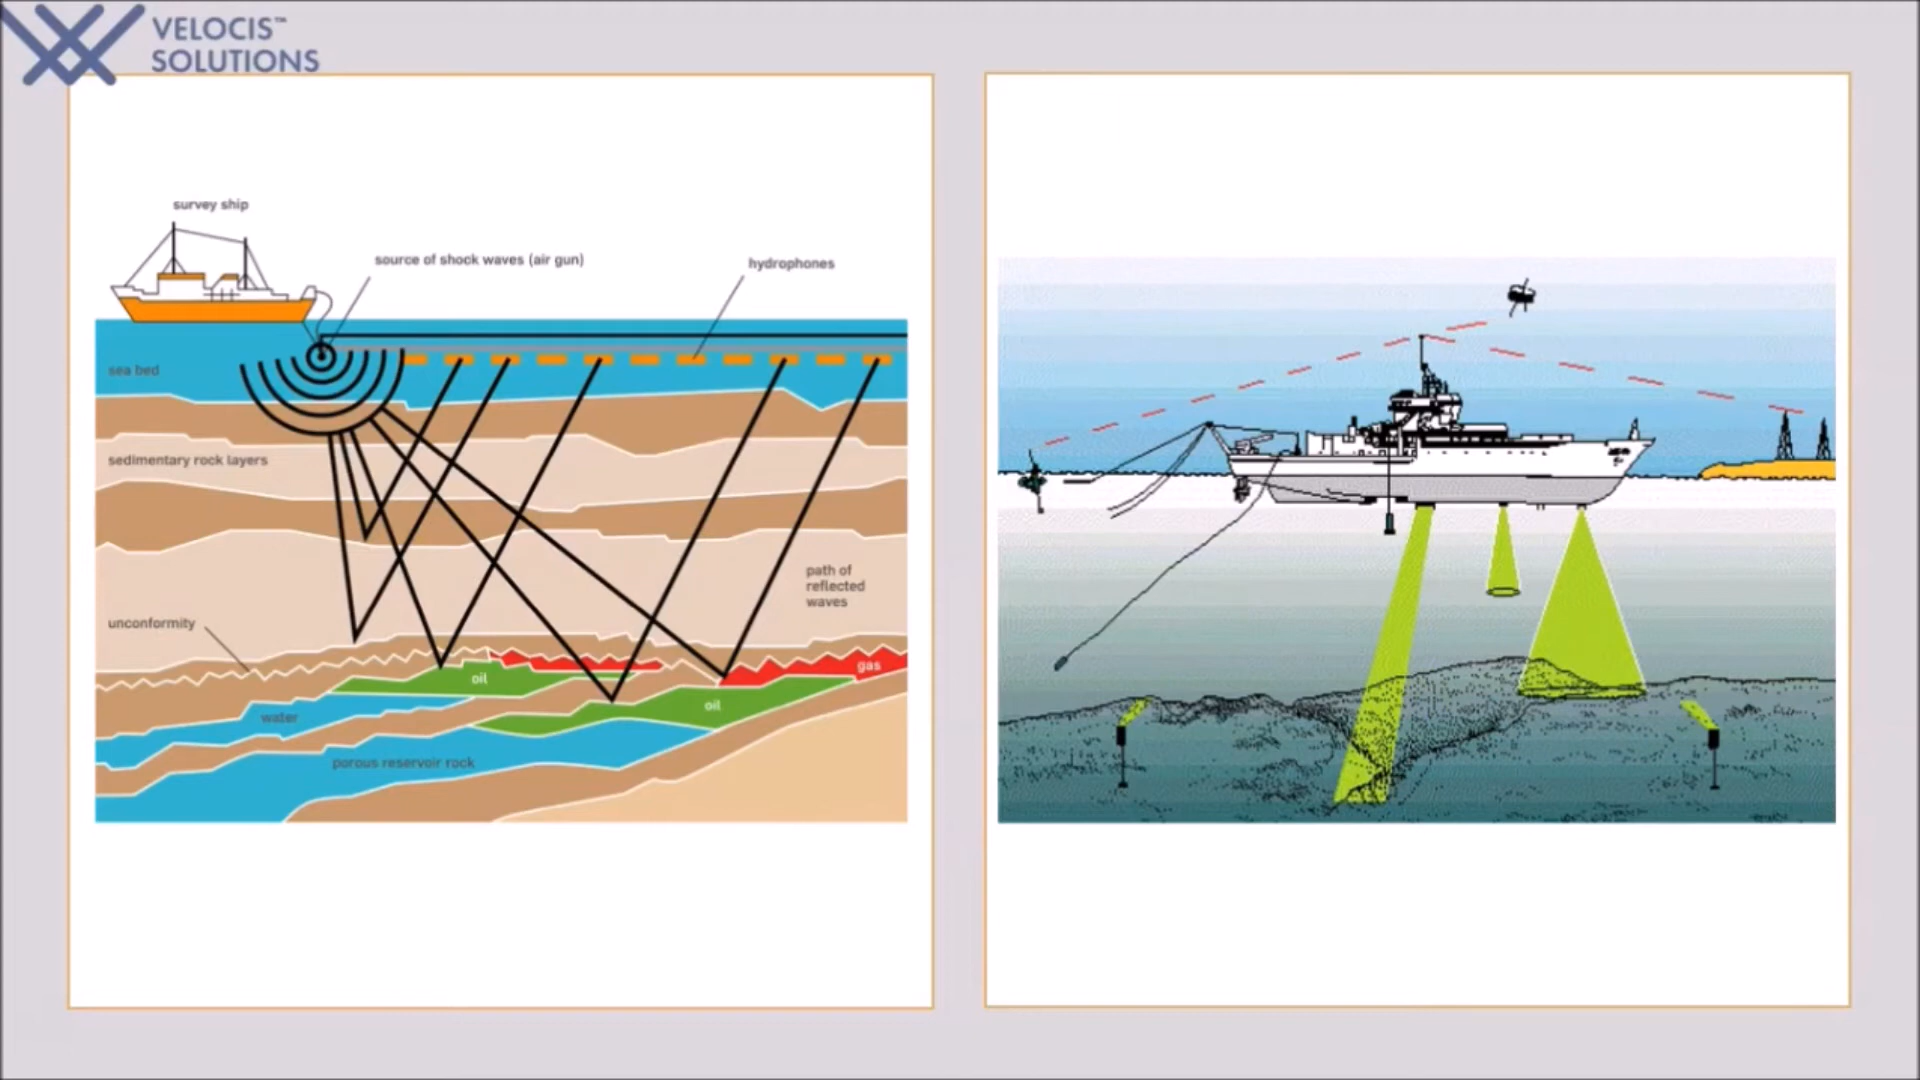 VELOCIS™
SOLUTIONS
survey ship
source of shock waves (air gun)
hydrophones
sea bed
sedimentary rock layers
path of
reflected
waves
unconformity
gas
oil
oil
water
porous reservoir rock